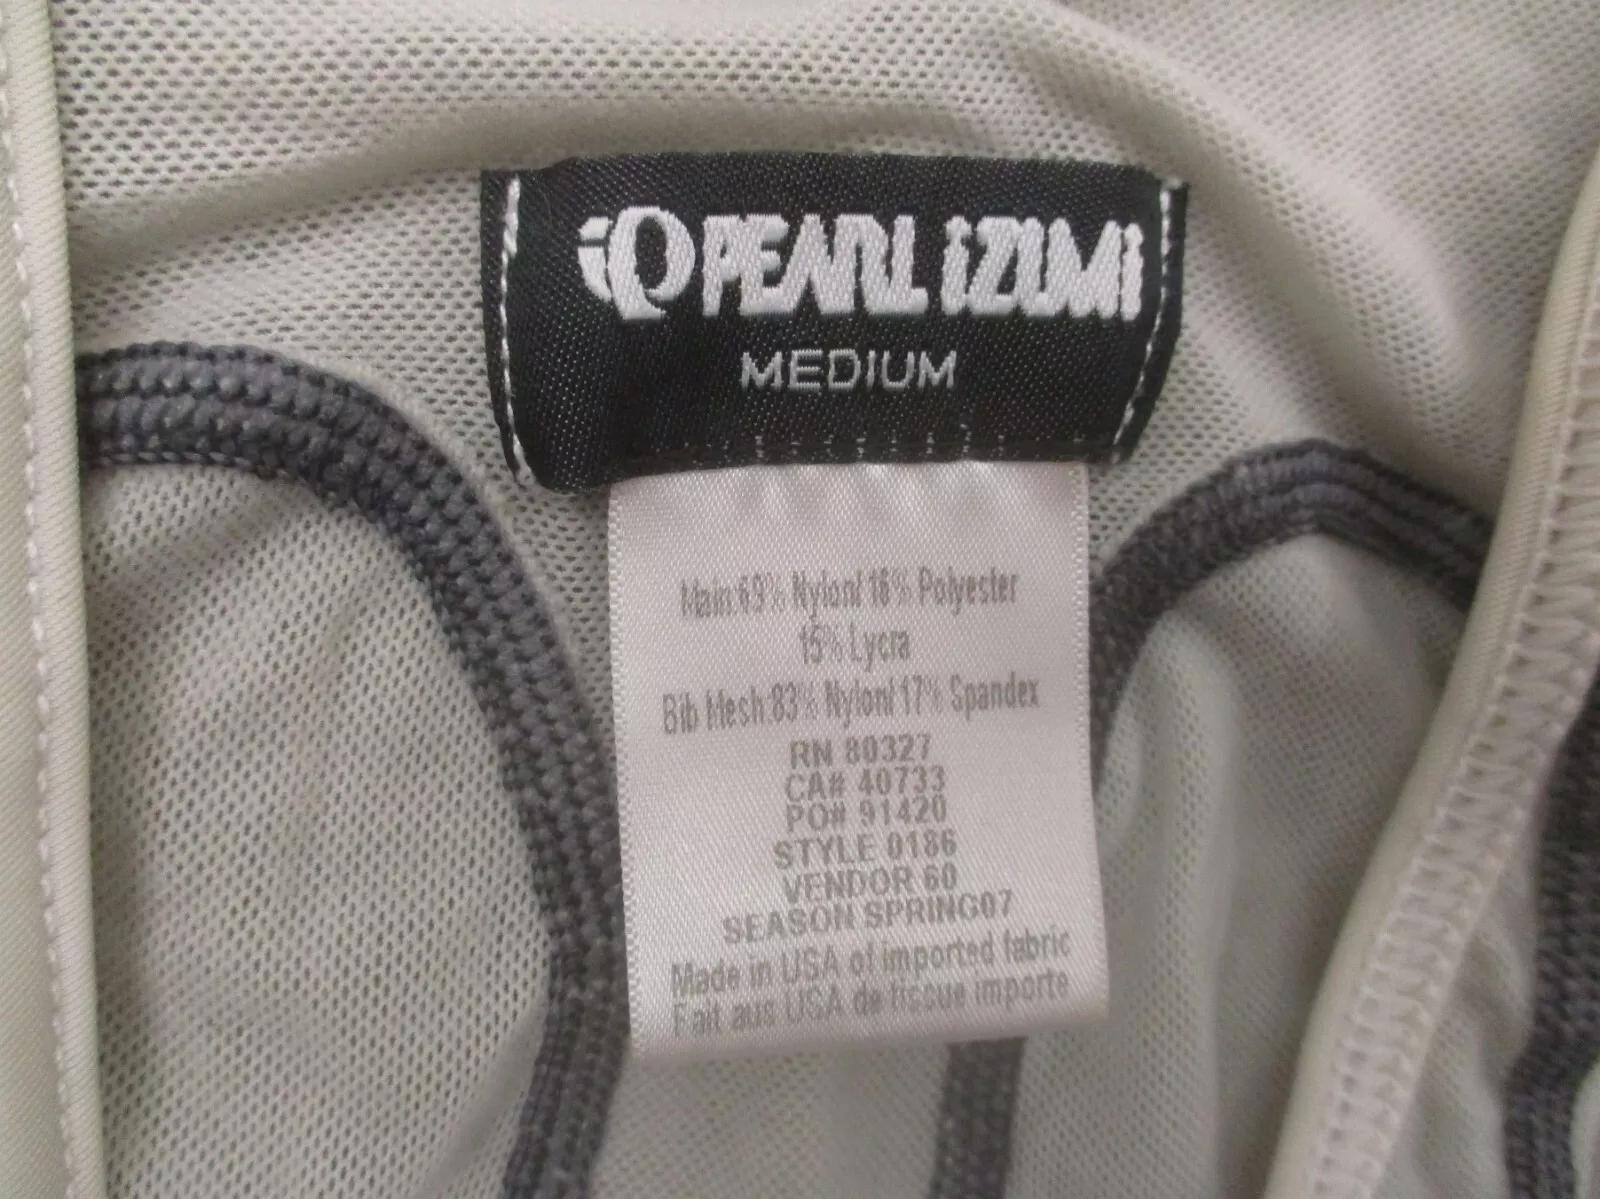 PEARL iZUMi
MEDIUM
Main:69% Nylon/ 16% Polyester
15% Lycra
Bib Mesh:83% Nylon/ 17% Spandex
RN 80327
CA# 40733
PO# 91420
STYLE 0186
VENDOR 60
SEASON SPRING07
Made in USA of imported fabric
Fait aus USA de tissue importe